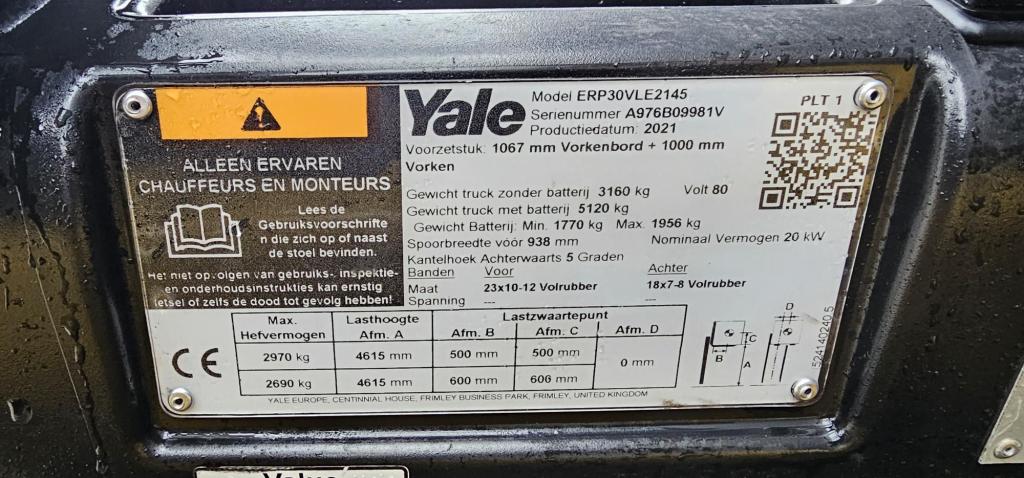 ALLEEN ERVAREN
CHAUFFEURS EN MONTEURS
Lees de
Gebruiksvoorschrifte
n die zich op of naast
de stoel bevinden.
Het niet opvolgen van gebruiks-, inspektie-
en onderhoudsinstrukties kan ernstig
letsel of zelfs de dood tot gevolg hebben!
Yale
Model ERP30VLE2145
Serienummer A976B09981V
Productiedatum: 2021
PLT 1
Voorzetstuk: 1067 mm Vorkenbord + 1000 mm
Vorken
Gewicht truck zonder batterij 3160 kg Volt 80
Gewicht truck met batterij 5120 kg
Gewicht Batterij: Min. 1770 kg Max. 1956 kg
Spoorbreedte vóór 938 mm Nominaal Vermogen 20 kW
Kantelhoek Achterwaarts 5 Graden
Banden Voor Achter
Maat 23x10-12 Volrubber 18x7-8 Volrubber
Spanning --- ---
Max. Hefvermogen Lasthoogte Afm. A Lastzwaartepunt
Afm. B Afm. C Afm. D
2970 kg 4615 mm 500 mm 500 mm 0 mm
2690 kg 4615 mm 600 mm 606 mm
CE
D
C
B
A
524140240 5
YALE EUROPE, CENTINNIAL HOUSE, FRIMLEY BUSINESS PARK, FRIMLEY, UNITED KINGDOM